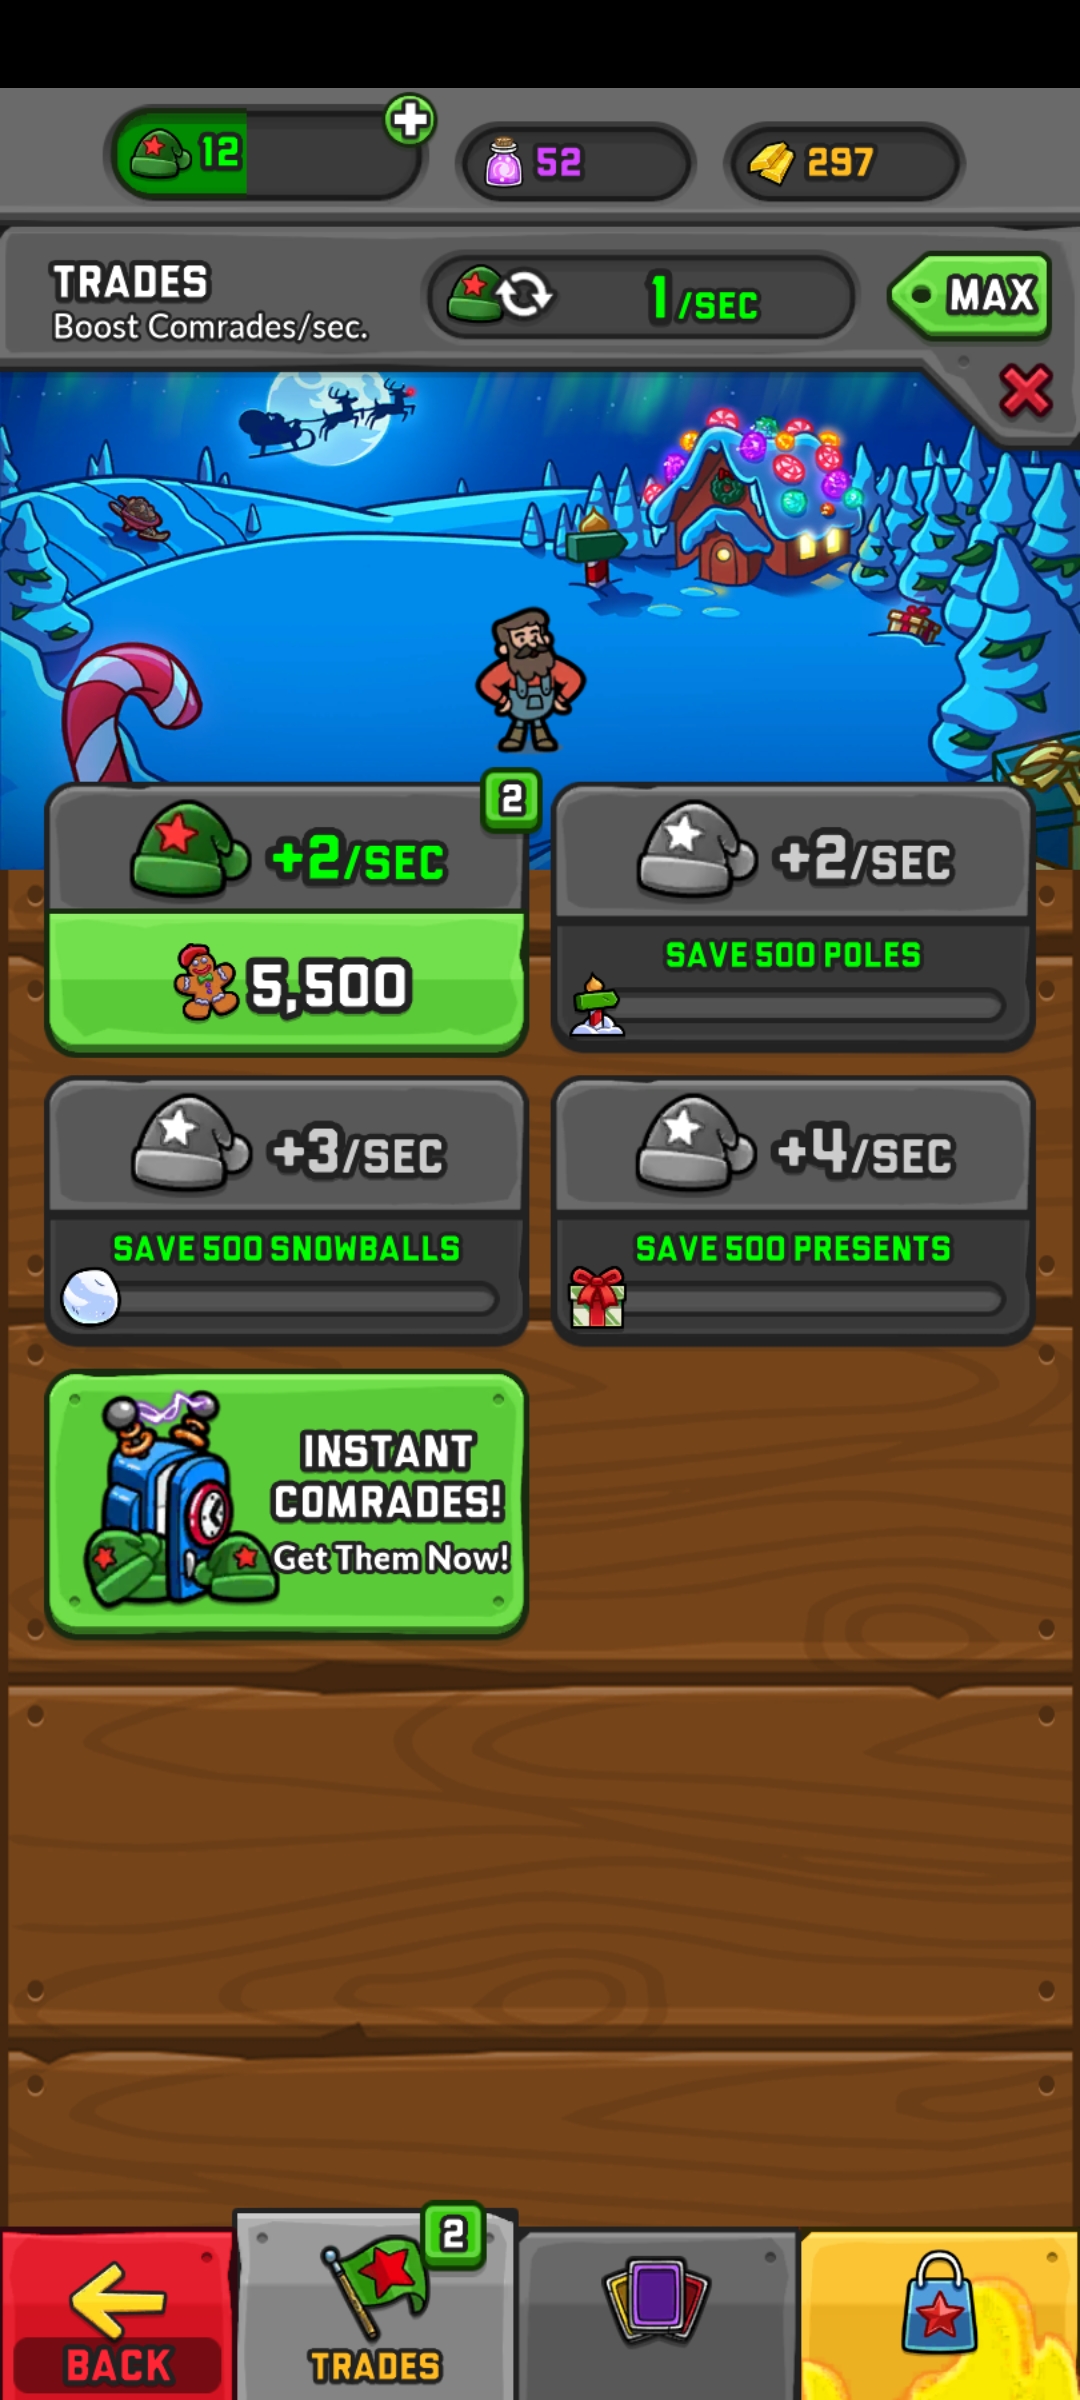 12
52
297
TRADES
Boost Comrades/sec.
1/SEC
MAX
2
+2/SEC
+2/SEC
5,500
SAVE 500 POLES
+3/SEC
+4/SEC
SAVE 500 SNOWBALLS
SAVE 500 PRESENTS
INSTANT
COMRADES!
Get Them Now!
2
BACK
TRADES